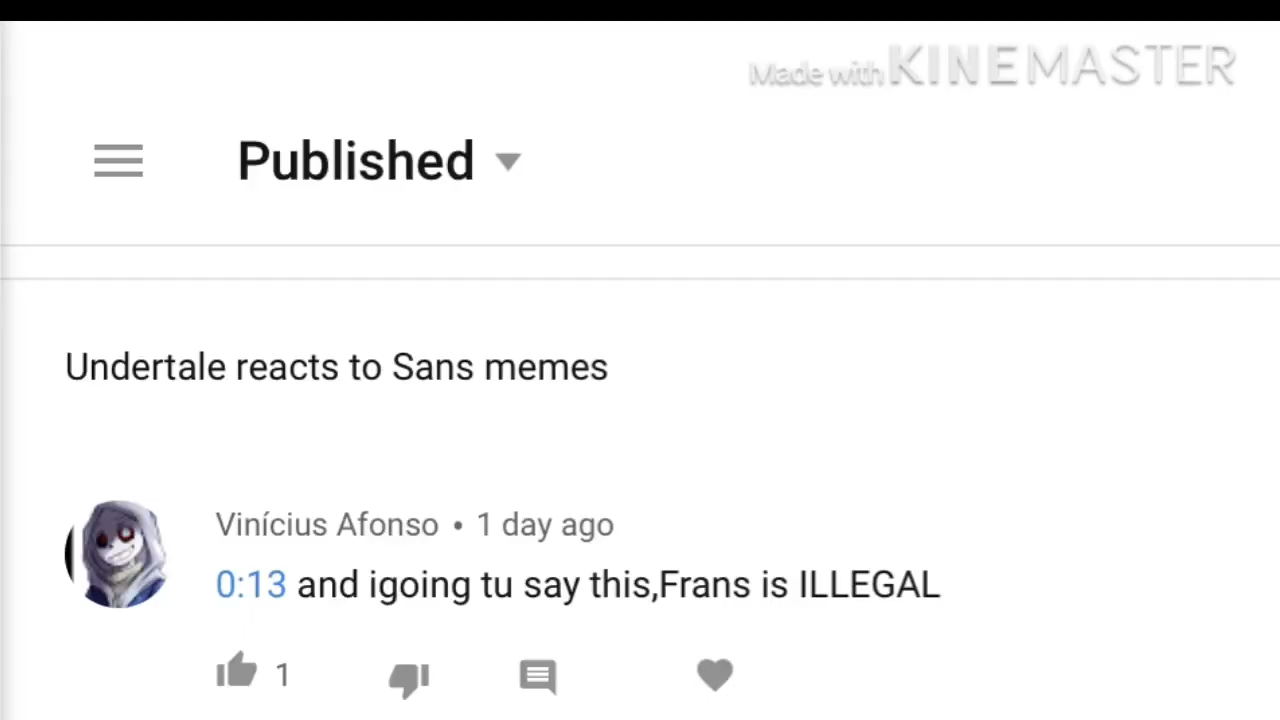 Made with KINEMASTER
Published
Undertale reacts to Sans memes
Vinícius Afonso • 1 day ago
0:13 and igoing tu say this,Frans is ILLEGAL
1